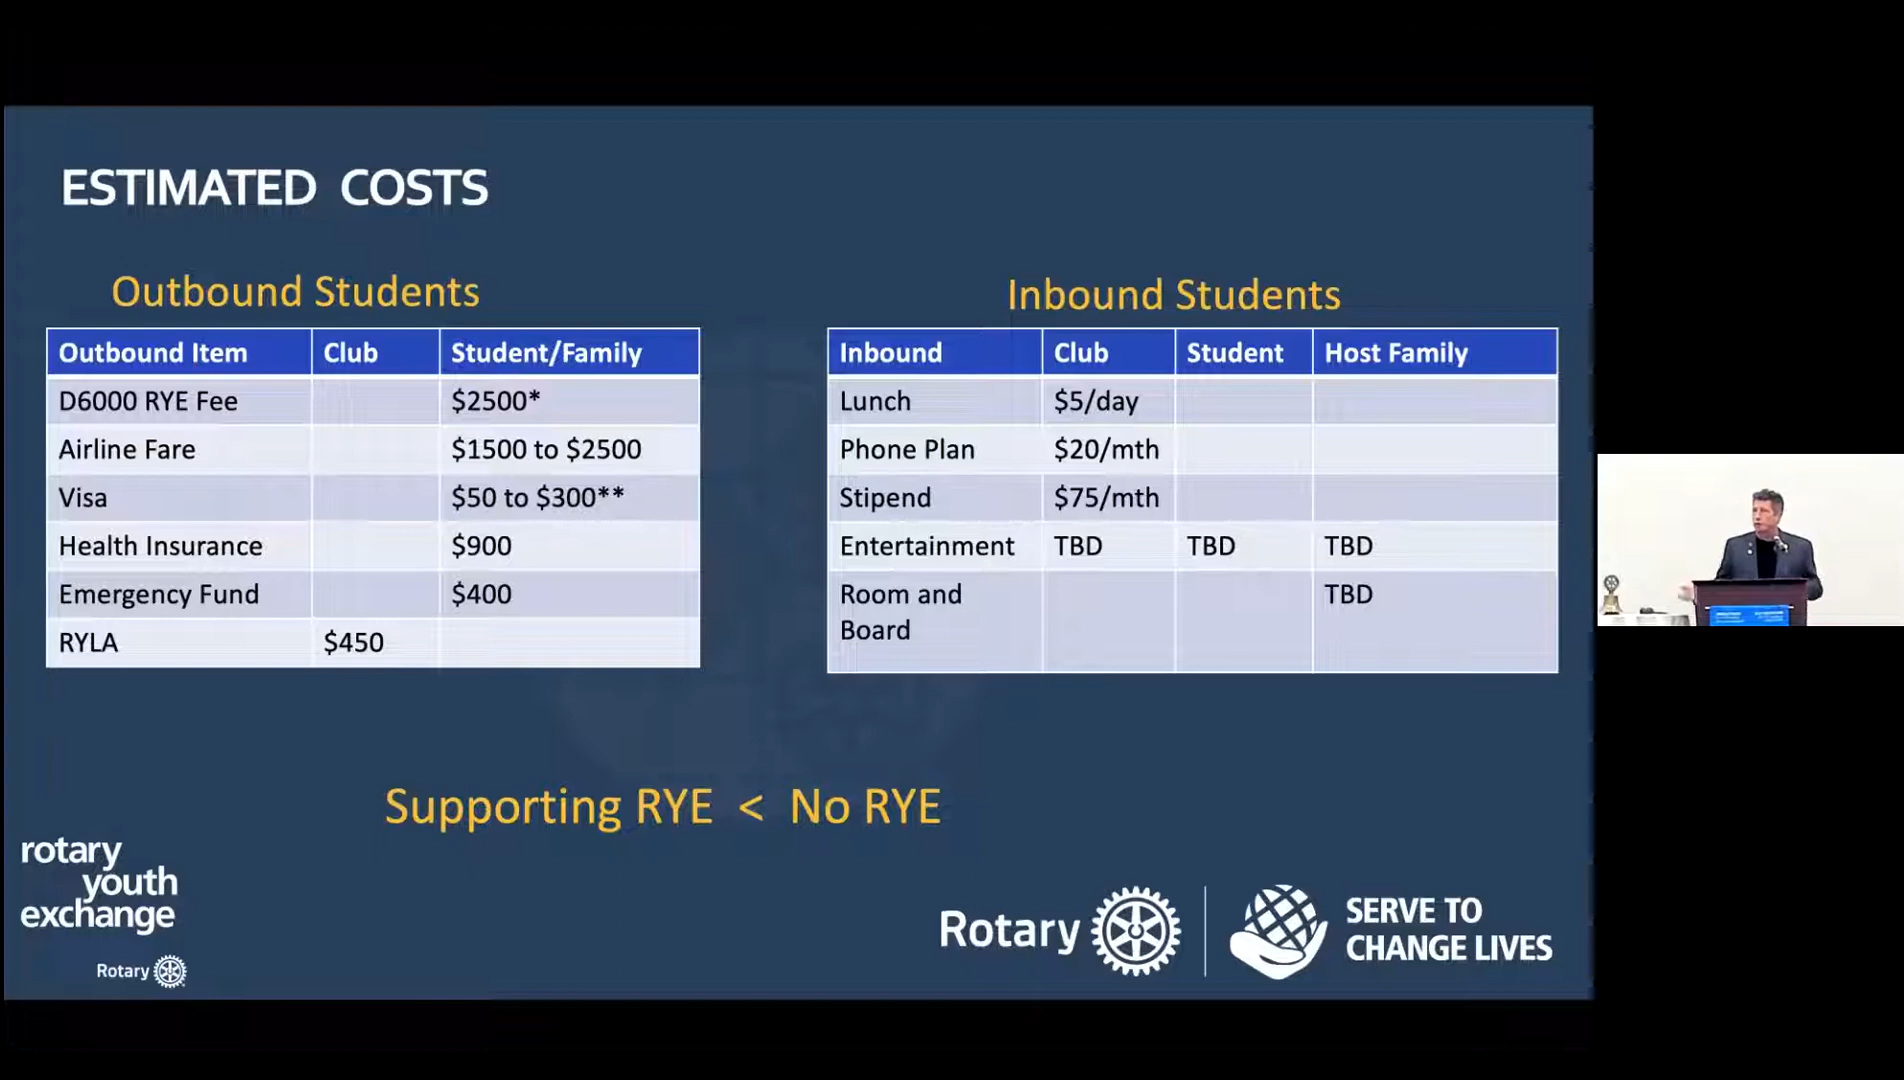 ESTIMATED COSTS
Outbound Students
Outbound Item Club Student/Family
D6000 RYE Fee $2500*
Airline Fare $1500 to $2500
Visa $50 to $300**
Health Insurance $900
Emergency Fund $400
RYLA $450
Inbound Students
Inbound Club Student Host Family
Lunch $5/day
Phone Plan $20/mth
Stipend $75/mth
Entertainment TBD TBD TBD
Room and TBD
Board
Supporting RYE < No RYE
rotary
youth
exchange
Rotary
Rotary
SERVE TO
CHANGE LIVES